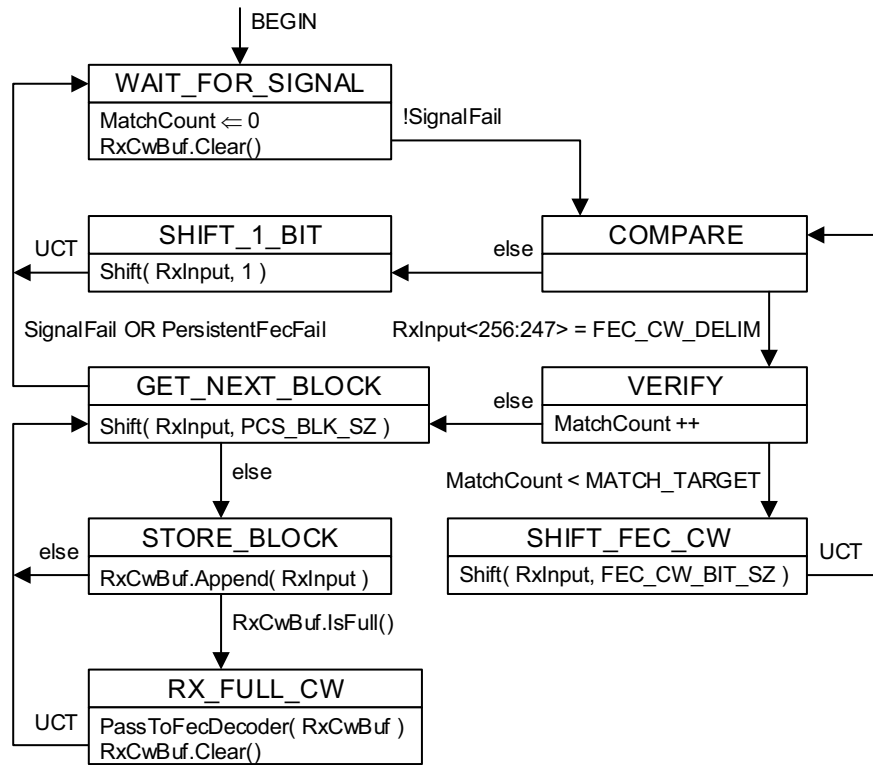 BEGIN
WAIT_FOR_SIGNAL
MatchCount ⇐ 0
RxCwBuf.Clear()
!SignalFail
SHIFT_1_BIT
Shift( RxInput, 1 )
UCT
else
COMPARE
SignalFail OR PersistentFecFail
RxInput<256:247> = FEC_CW_DELIM
GET_NEXT_BLOCK
Shift( RxInput, PCS_BLK_SZ )
else
VERIFY
MatchCount ++
else
MatchCount < MATCH_TARGET
STORE_BLOCK
RxCwBuf.Append( RxInput )
else
SHIFT_FEC_CW
Shift( RxInput, FEC_CW_BIT_SZ )
UCT
RxCwBuf.IsFull()
RX_FULL_CW
PassToFecDecoder( RxCwBuf )
RxCwBuf.Clear()
UCT